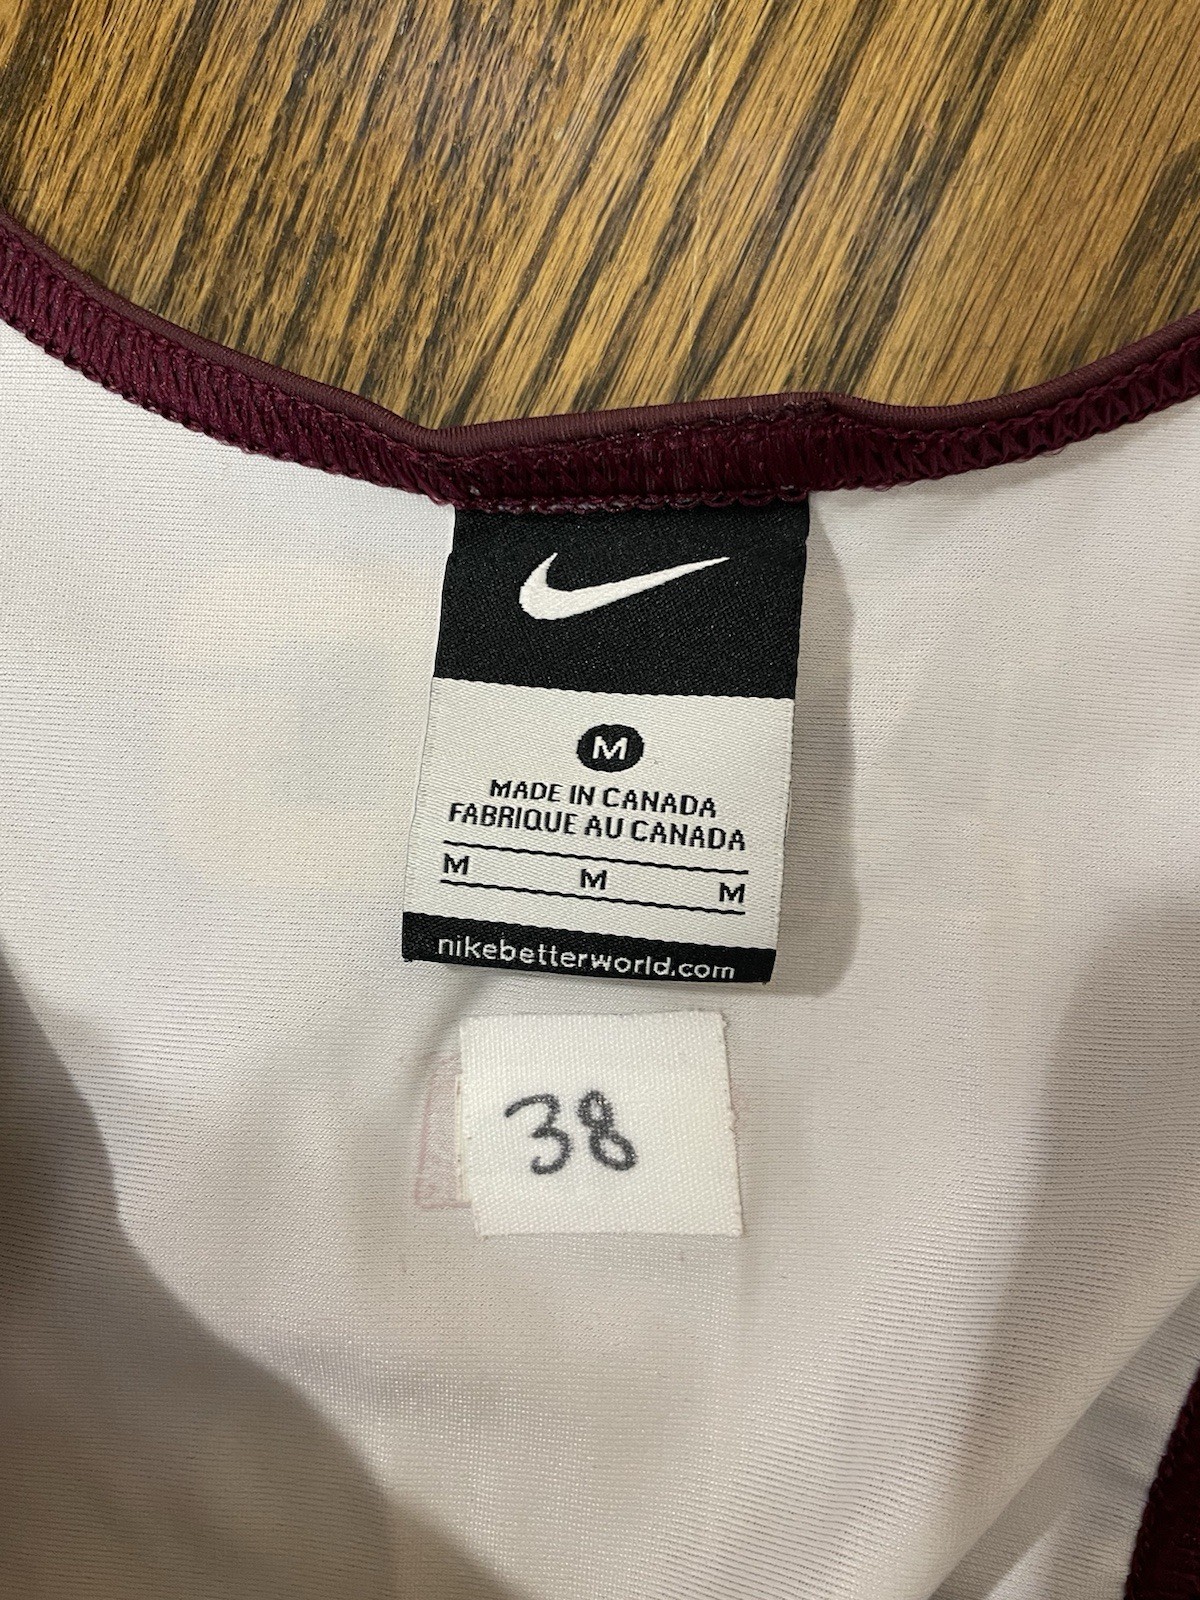 M
MADE IN CANADA
FABRIQUE AU CANADA
M M M
nikebetterworld.com
38